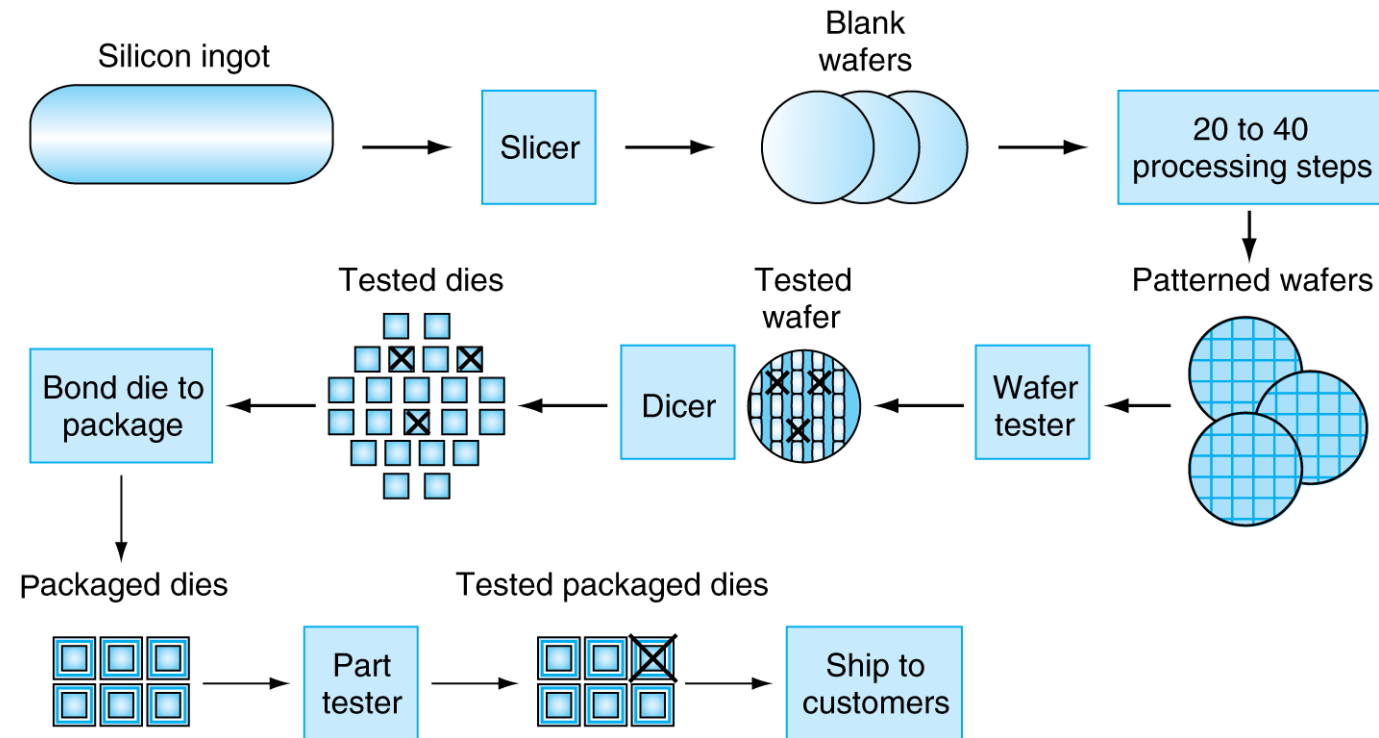 Silicon ingot
Slicer
Blank
wafers
20 to 40
processing steps
Tested dies
Tested
wafer
Patterned wafers
Bond die to
package
Dicer
Wafer
tester
Packaged dies
Tested packaged dies
Part
tester
Ship to
customers